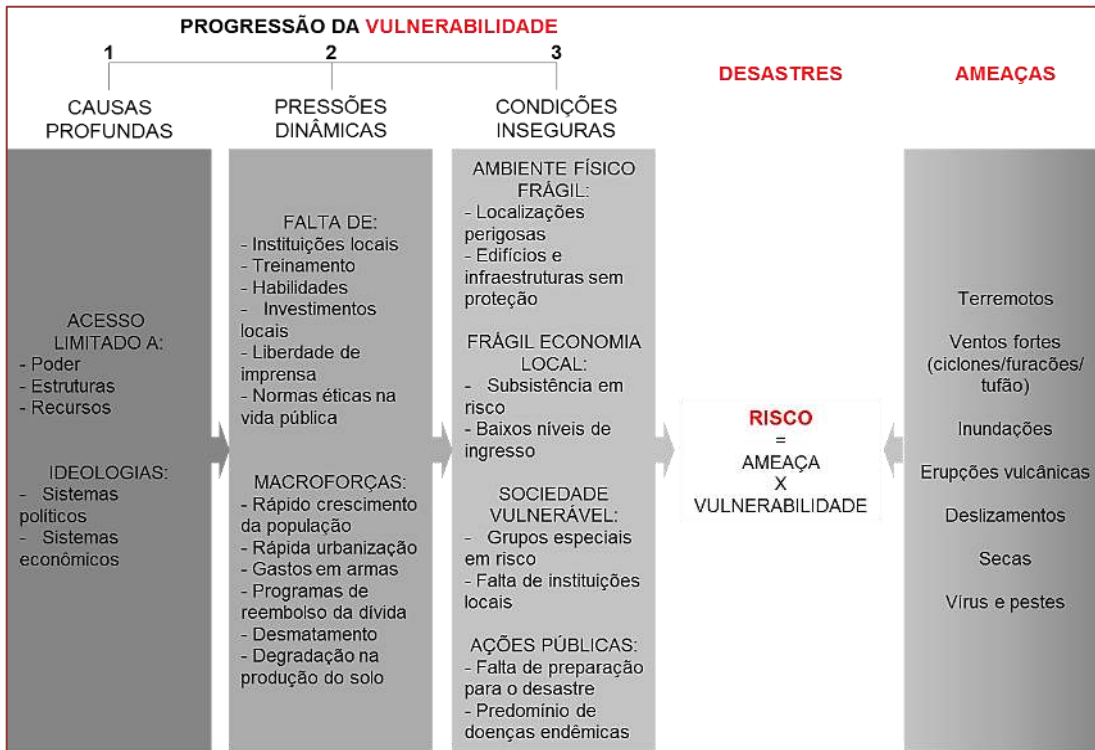 PROGRESSÃO DA VULNERABILIDADE
1
2
3
CAUSAS
PROFUNDAS
PRESSÕES
DINÂMICAS
CONDIÇÕES
INSEGURAS
DESASTRES
AMEAÇAS
ACESSO
LIMITADO A:
- Poder
- Estruturas
- Recursos
IDEOLOGIAS:
- Sistemas
políticos
- Sistemas
econômicos
FALTA DE:
- Instituições locais
- Treinamento
- Habilidades
- Investimentos
locais
- Liberdade de
imprensa
- Normas éticas na
vida pública
MACROFORÇAS:
- Rápido crescimento
da população
- Rápida urbanização
- Gastos em armas
- Programas de
reembolso da dívida
- Desmatamento
- Degradação na
produção do solo
AMBIENTE FÍSICO
FRÁGIL:
- Localizações
perigosas
- Edifícios e
infraestruturas sem
proteção
FRÁGIL ECONOMIA
LOCAL:
- Subsistência em
risco
- Baixos níveis de
ingresso
SOCIEDADE
VULNERÁVEL:
- Grupos especiais
em risco
- Falta de instituições
locais
AÇÕES PÚBLICAS:
- Falta de preparação
para o desastre
- Predomínio de
doenças endêmicas
RISCO
=
AMEAÇA
X
VULNERABILIDADE
Terremotos
Ventos fortes
(ciclones/furacões/
tufão)
Inundações
Erupções vulcânicas
Deslizamentos
Secas
Vírus e pestes